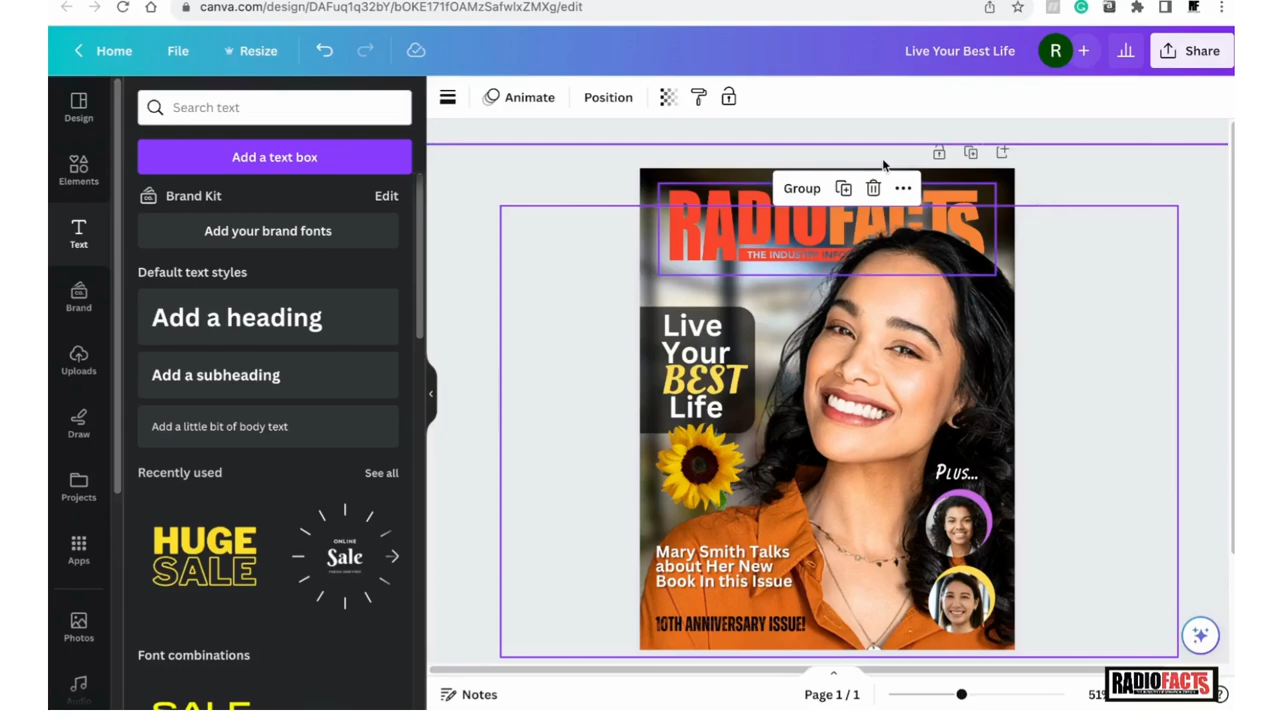 canva.com/design/DAFuq1q32bY/bOKE171fOAMzSafwIxZMXg/edit
Home File Resize Live Your Best Life R Share
Design
Elements
Text
Brand
Uploads
Draw
Projects
Apps
Photos
Audio
Search text
Add a text box
Brand Kit Edit
Add your brand fonts
Default text styles
Add a heading
Add a subheading
Add a little bit of body text
Recently used See all
HUGE
SALE
ONLINE
Sale
Font combinations
Animate Position
Group
RADIOFACTS
THE INDUSTRY
Live
Your
BEST
Life
PLUS...
Mary Smith Talks
about Her New
Book In this Issue
10TH ANNIVERSARY ISSUE!
Notes
Page 1 / 1
51%
RADIOFACTS